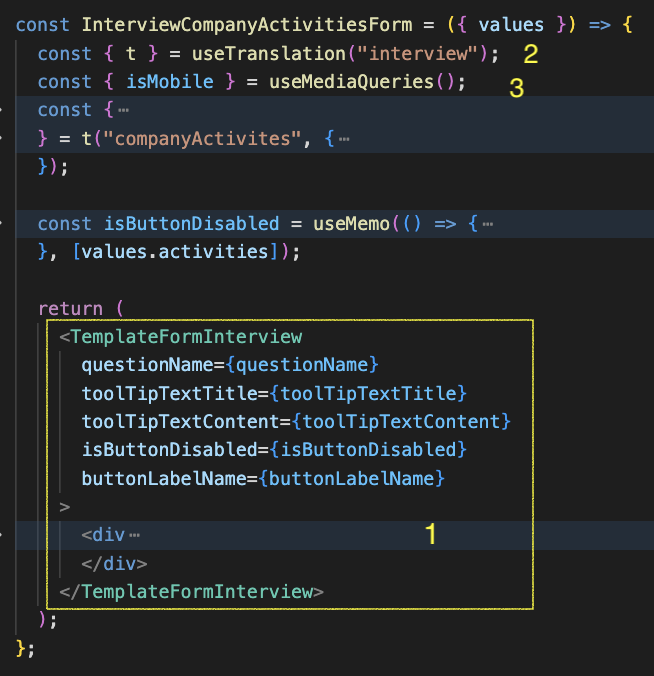 const InterviewCompanyActivitiesForm = ({ values }) => {
const { t } = useTranslation("interview"); 2
const { isMobile } = useMediaQueries(); 3
const {…
} = t("companyActivites", {…
});
const isButtonDisabled = useMemo(() => {…
}, [values.activities]);
return (
<TemplateFormInterview
questionName={questionName}
toolTipTextTitle={toolTipTextTitle}
toolTipTextContent={toolTipTextContent}
isButtonDisabled={isButtonDisabled}
buttonLabelName={buttonLabelName}
>
<div… 1
</div>
</TemplateFormInterview>
);
};